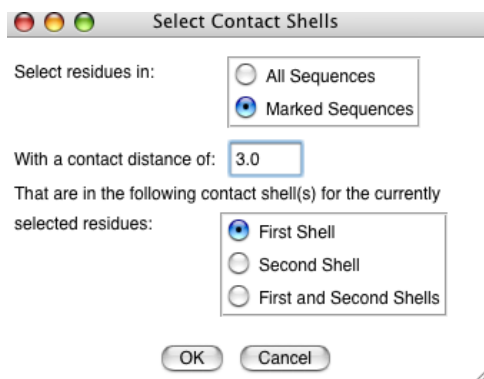 Select Contact Shells
Select residues in:
All Sequences
Marked Sequences
With a contact distance of: 3.0
That are in the following contact shell(s) for the currently
selected residues:
First Shell
Second Shell
First and Second Shells
OK Cancel